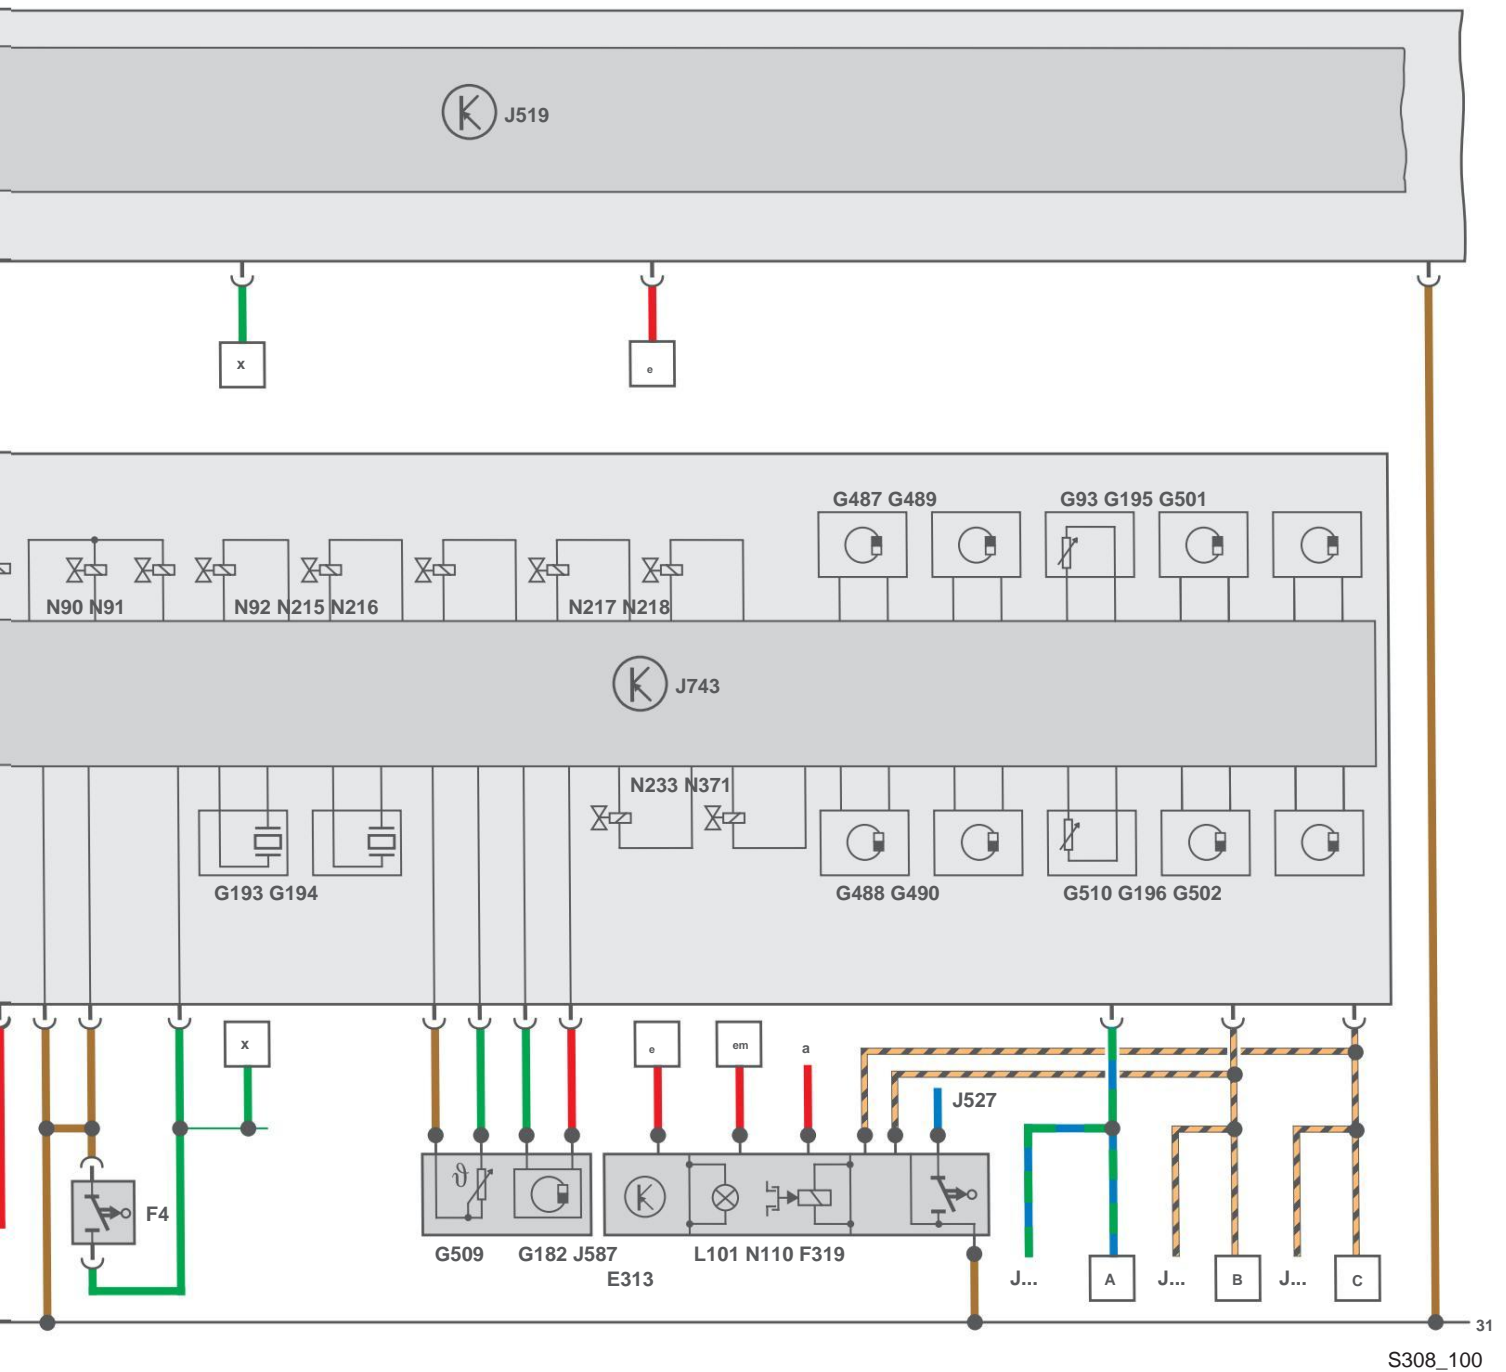 J519
x
e
G487 G489
G93 G195 G501
N90 N91
N92 N215 N216
N217 N218
J743
N233 N371
G193 G194
G488 G490
G510 G196 G502
x
e
em
a
J527
F4
G509
G182 J587
E313
L101 N110 F319
ϑ
J...
A
J...
B
J...
C
31
S308_100